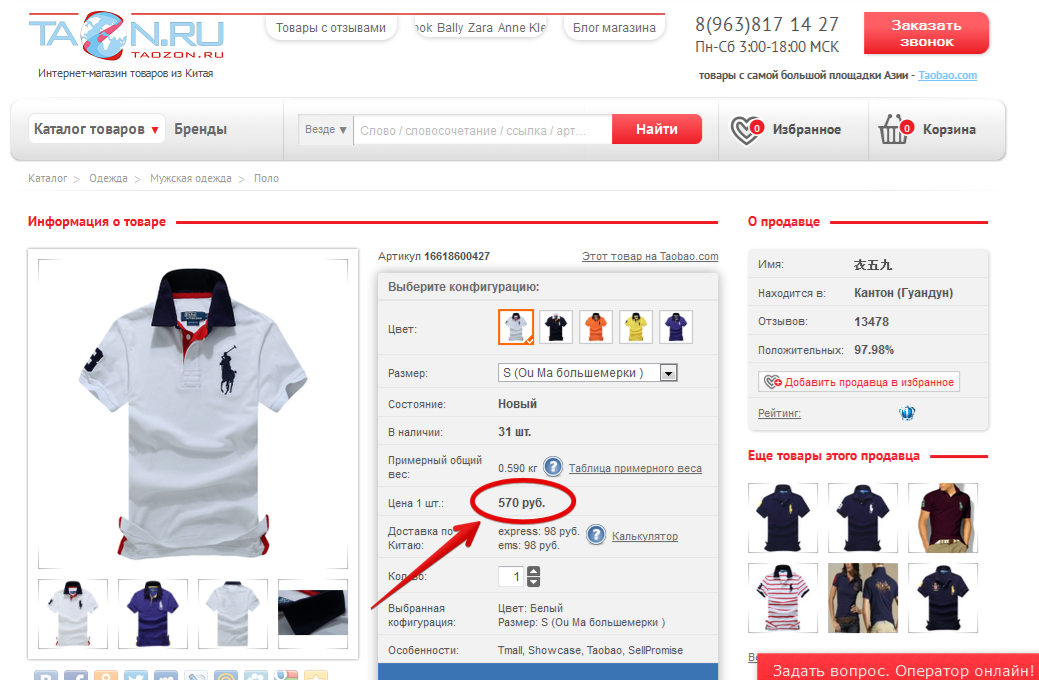 TAOZON.RU
TAOZON.RU
Интернет-магазин товаров из Китая
Товары с отзывами
Bally Zara Anne Kle
Блог магазина
8(963)817 14 27
Пн-Сб 3:00-18:00 МСК
Заказать
звонок
товары с самой большой площадки Азии - Taobao.com
Каталог товаров ▼
Бренды
Везде ▼
Слово / словосочетание / ссылка / арт...
Найти
0 Избранное
0 Корзина
Каталог > Одежда > Мужская одежда > Поло
Информация о товаре
О продавце
Артикул 16618600427
Этот товар на Taobao.com
Выберите конфигурацию:
Цвет:
Размер: S (Ou Ma большемерки )
Состояние: Новый
В наличии: 31 шт.
Примерный общий
вес: 0.590 кг ? Таблица примерного веса
Цена 1 шт.: 570 руб.
Доставка по
Китаю:
express: 98 руб.
ems: 98 руб.
? Калькулятор
1
Выбранная
кофигурация:
Цвет: Белый
Размер: S (Ou Ma большемерки )
Особенности: Tmall, Showcase, Taobao, SellPromise
Имя: 衣五九
Находится в: Кантон (Гуандун)
Отзывов: 13478
Положительных: 97.98%
Добавить продавца в избранное
Рейтинг:
Еще товары этого продавца
Задать вопрос. Оператор онлайн!